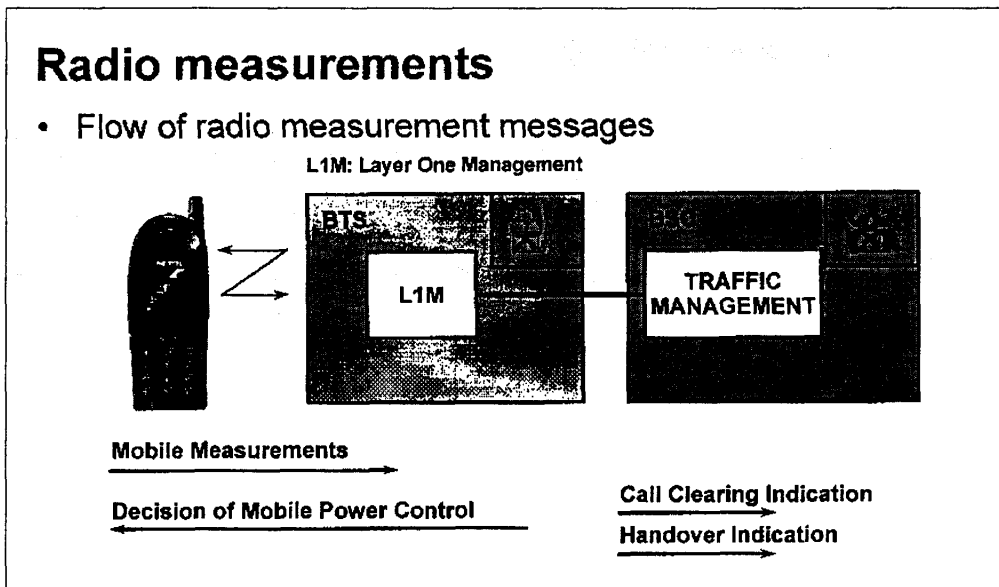 Radio measurements
• Flow of radio measurement messages
L1M: Layer One Management
BTS
BSC
L1M
TRAFFIC
MANAGEMENT
Mobile Measurements
Decision of Mobile Power Control
Call Clearing Indication
Handover Indication